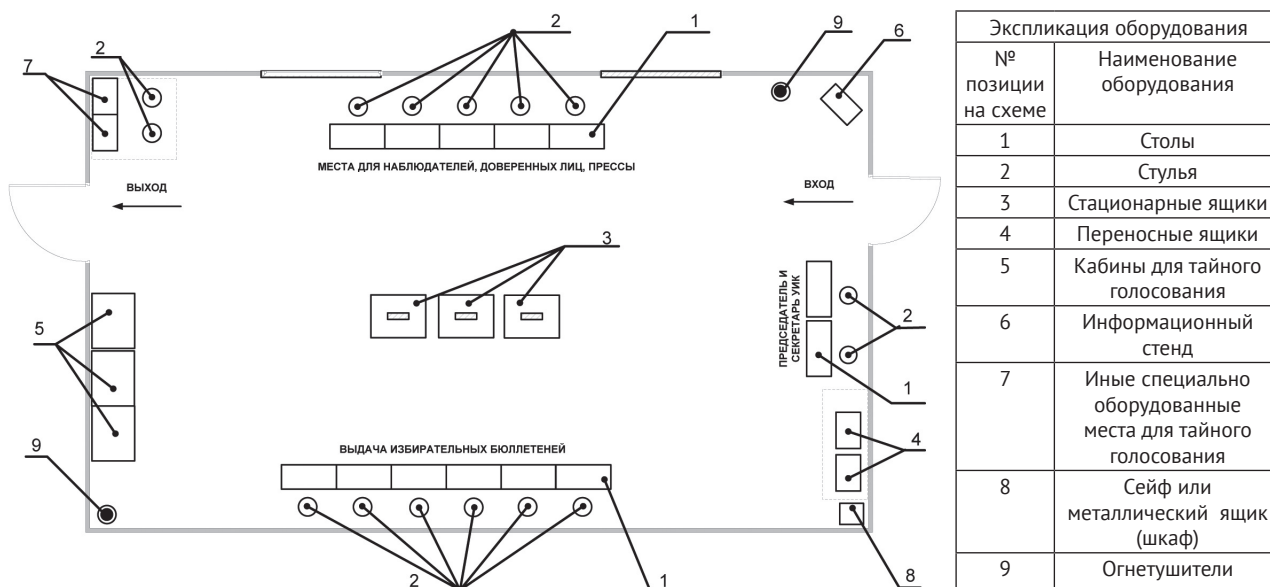 2
1
9
6
7
2
МЕСТА ДЛЯ НАБЛЮДАТЕЛЕЙ, ДОВЕРЕННЫХ ЛИЦ, ПРЕССЫ
ВЫХОД
ВХОД
3
ПРЕДСЕДАТЕЛЬ И
СЕКРЕТАРЬ УИК
2
5
1
4
ВЫДАЧА ИЗБИРАТЕЛЬНЫХ БЮЛЛЕТЕНЕЙ
9
2
1
8
Экспликация оборудования
№ позиции на схеме
Наименование оборудования
1 Столы
2 Стулья
3 Стационарные ящики
4 Переносные ящики
5 Кабины для тайного
голосования
6 Информационный
стенд
7 Иные специально
оборудованные
места для тайного
голосования
8 Сейф или
металлический ящик
(шкаф)
9 Огнетушители